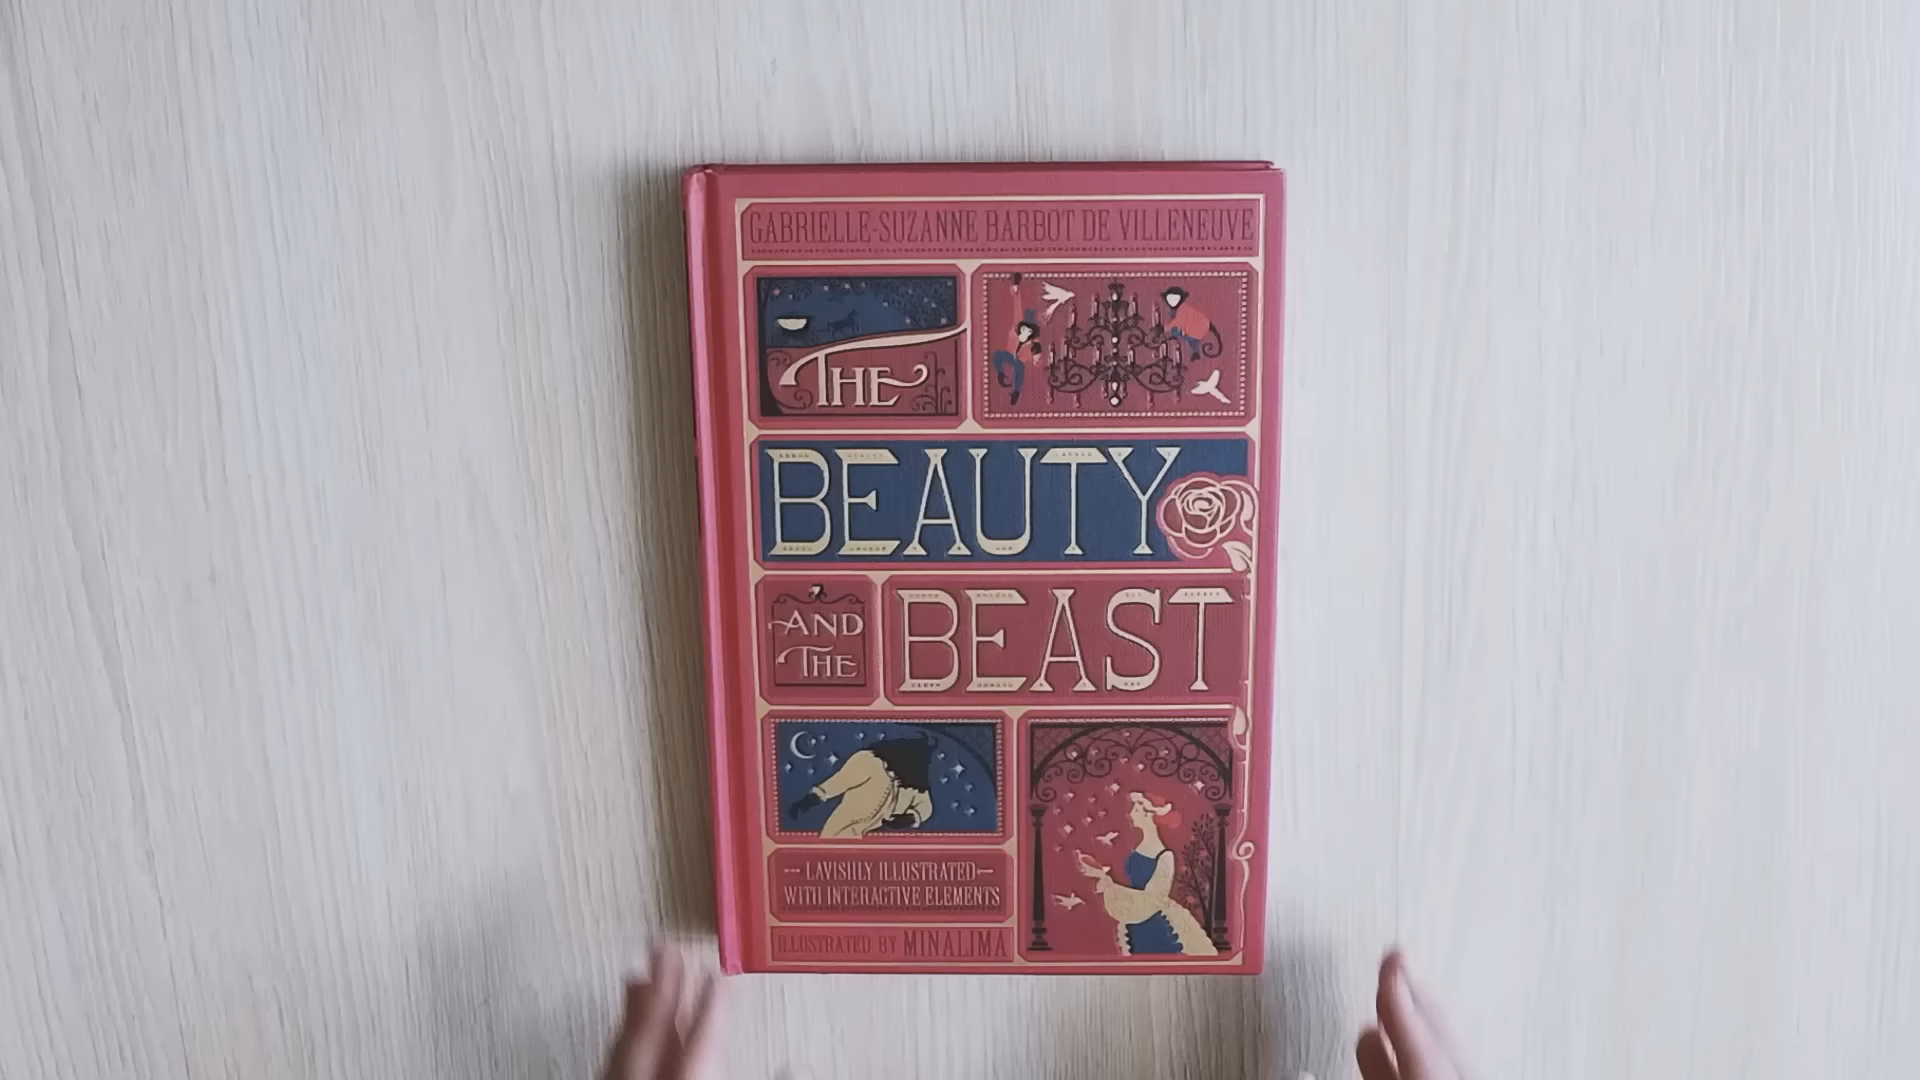 GABRIELLE-SUZANNE BARBOT DE VILLENEUVE
THE
BEAUTY
AND
THE
BEAST
LAVISHLY ILLUSTRATED
WITH INTERACTIVE ELEMENTS
ILLUSTRATED BY MINALIMA